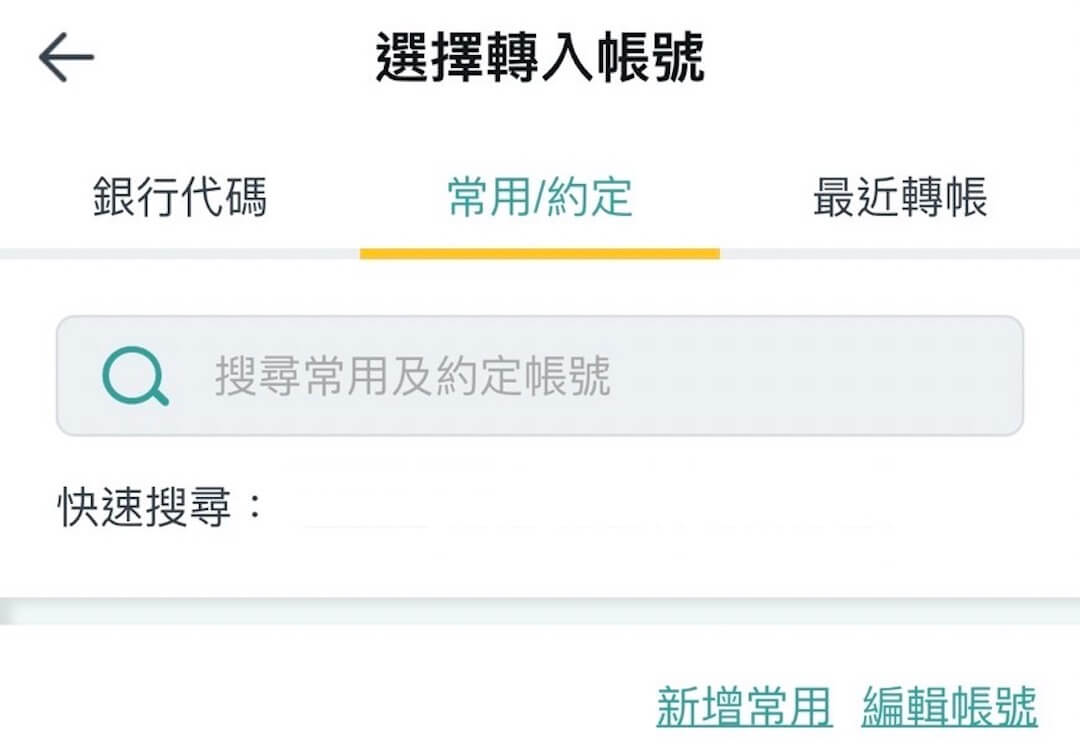 選擇轉入帳號
銀行代碼 常用/約定 最近轉帳
搜尋常用及約定帳號
快速搜尋：
新增常用 編輯帳號